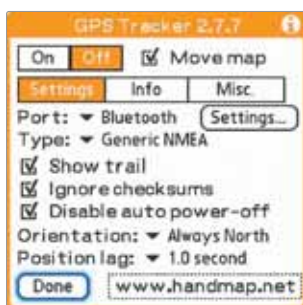 GPS Tracker 2.7.7
On Off Move map
Settings Info Misc.
Port: Bluetooth Settings...
Type: Generic NMEA
Show trail
Ignore checksums
Disable auto power-off
Orientation: Always North
Position lag: 1.0 second
Done www.handmap.net